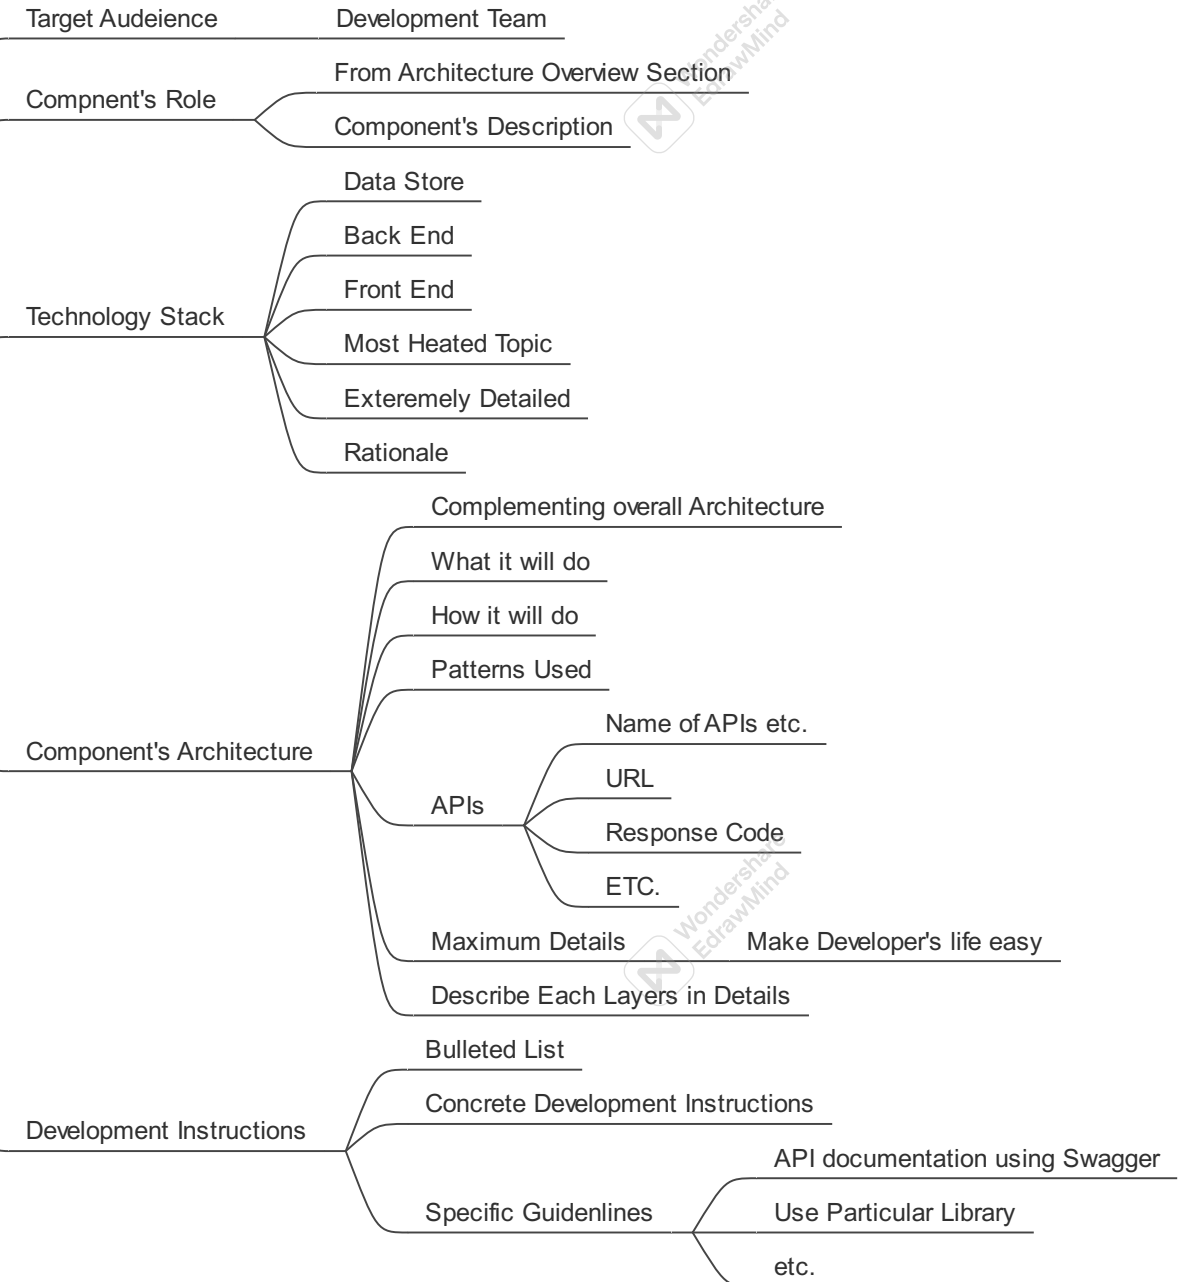 Target Audeience
Development Team
From Architecture Overview Section
Compnent's Role
Component's Description
Data Store
Back End
Front End
Technology Stack
Most Heated Topic
Exteremely Detailed
Rationale
Complementing overall Architecture
What it will do
How it will do
Patterns Used
Name of APIs etc.
Component's Architecture
URL
APIs
Response Code
ETC.
Maximum Details
Make Developer's life easy
Describe Each Layers in Details
Bulleted List
Concrete Development Instructions
Development Instructions
API documentation using Swagger
Specific Guidenlines
Use Particular Library
etc.
Wondershare
EdrawMind
Wondershare
EdrawMind